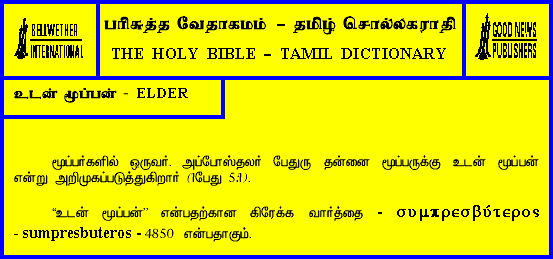 BELLWETHER
INTERNATIONAL
பரிசுத்த வேதாகமம் – தமிழ் சொல்லகராதி
THE HOLY BIBLE – TAMIL DICTIONARY
GOOD NEWS
PUBLISHERS
உடன் மூப்பன் - ELDER
மூப்பர்களில் ஒருவர். அப்போஸ்தலர் பேதுரு தன்னை மூப்பருக்கு உடன் மூப்பன்
என்று அறிமுகப்படுத்துகிறார் (1பேது 5:1).
“உடன் மூப்பன்” என்பதற்கான கிரேக்க வார்த்தை - συμπρεσβύτερος
- sumpresbuteros - 4850 என்பதாகும்.